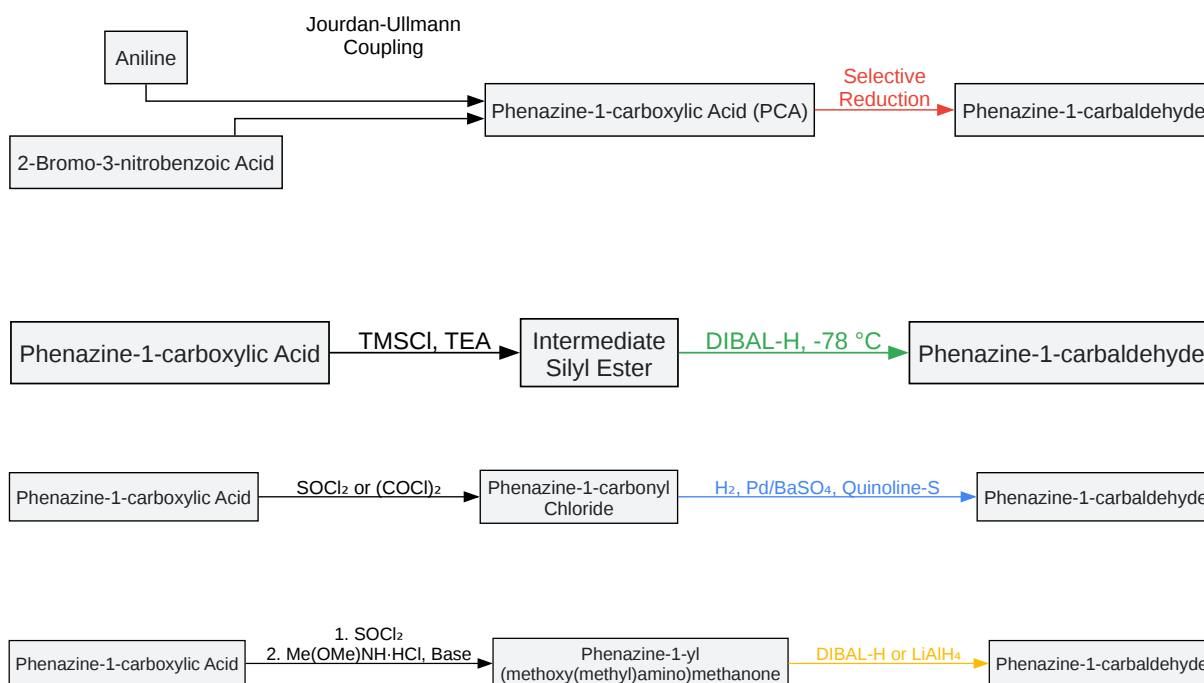 Jourdan-Ullmann
Coupling
Aniline
2-Bromo-3-nitrobenzoic Acid
Phenazine-1-carboxylic Acid (PCA)
Selective
Reduction
Phenazine-1-carbaldehyde
Phenazine-1-carboxylic Acid
TMSCl, TEA
Intermediate
Silyl Ester
DIBAL-H, -78 °C
Phenazine-1-carbaldehyde
Phenazine-1-carboxylic Acid
SOCl₂ or (COCl)₂
Phenazine-1-carbonyl
Chloride
H₂, Pd/BaSO₄, Quinoline-S
Phenazine-1-carbaldehyde
Phenazine-1-carboxylic Acid
1. SOCl₂
2. Me(OMe)NH·HCl, Base
Phenazine-1-yl
(methoxy(methyl)amino)methanone
DIBAL-H or LiAlH₄
Phenazine-1-carbaldehyde